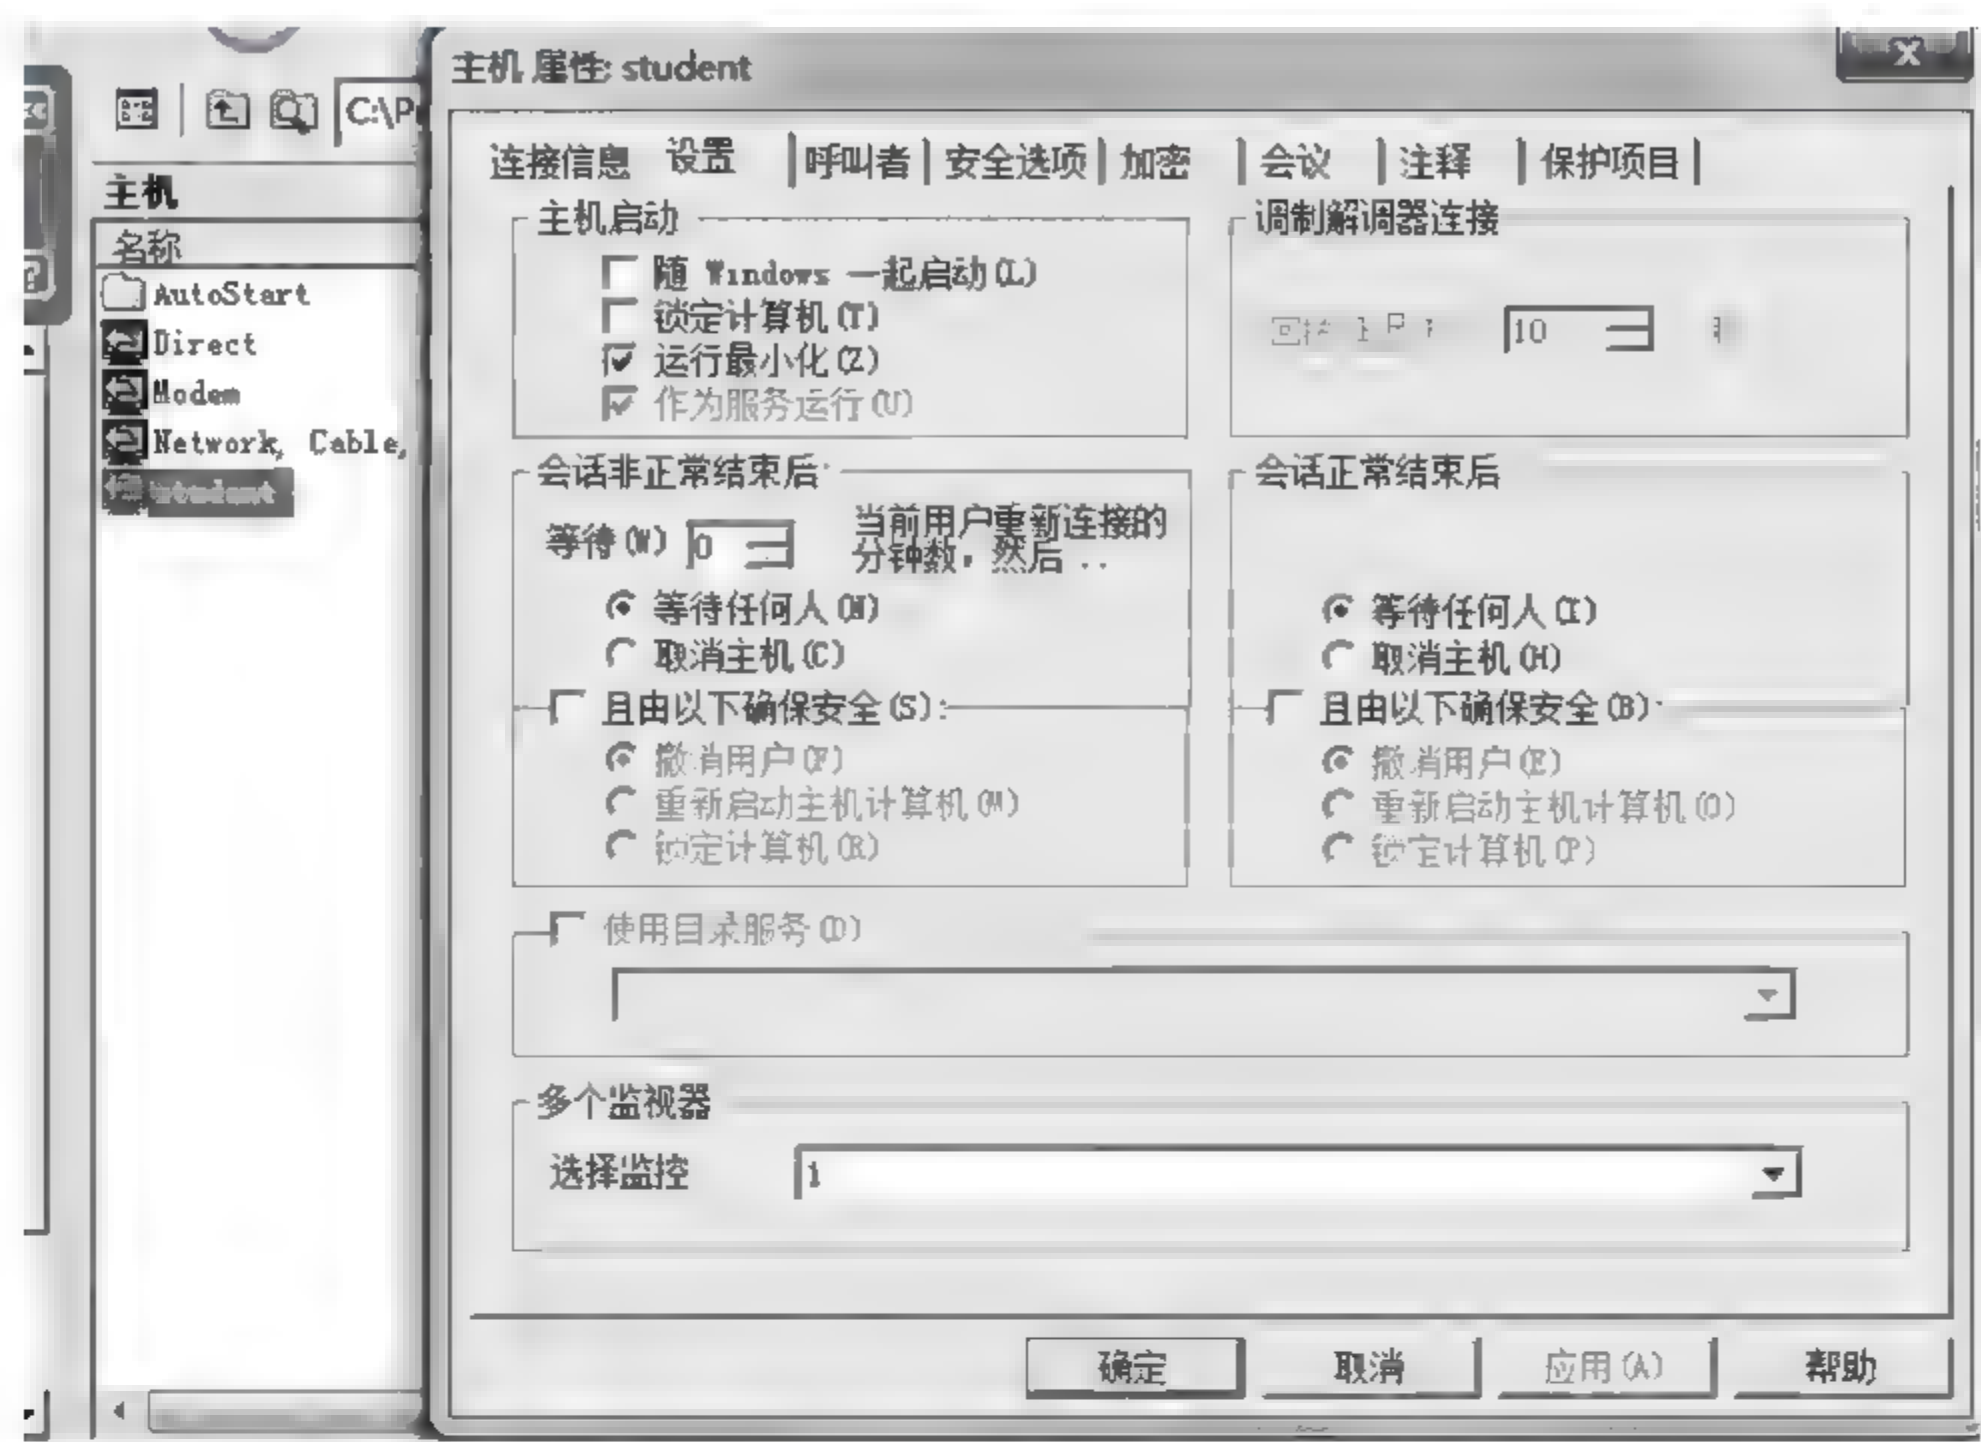 主机 属性: student
C:\P
连接信息 设置 呼叫者 安全选项 加密 会议 注释 保护项目
主机
名称
AutoStart
Direct
Modem
Network, Cable,
student
主机启动
随 Windows 一起启动(L)
锁定计算机(T)
运行最小化(Z)
作为服务运行(U)
调制解调器连接
10
会话非正常结束后:
等待(W) 0 当前用户重新连接的
分钟数, 然后 ..
等待任何人(N)
取消主机(C)
且由以下确保安全(S):
撤消用户(F)
重新启动主机计算机(M)
锁定计算机(R)
会话正常结束后
等待任何人(I)
取消主机(H)
且由以下确保安全(B):
撤消用户(E)
重新启动主机计算机(O)
锁定计算机(P)
使用目录服务(D)
多个监视器
选择监控 1
确定 取消 应用(A) 帮助